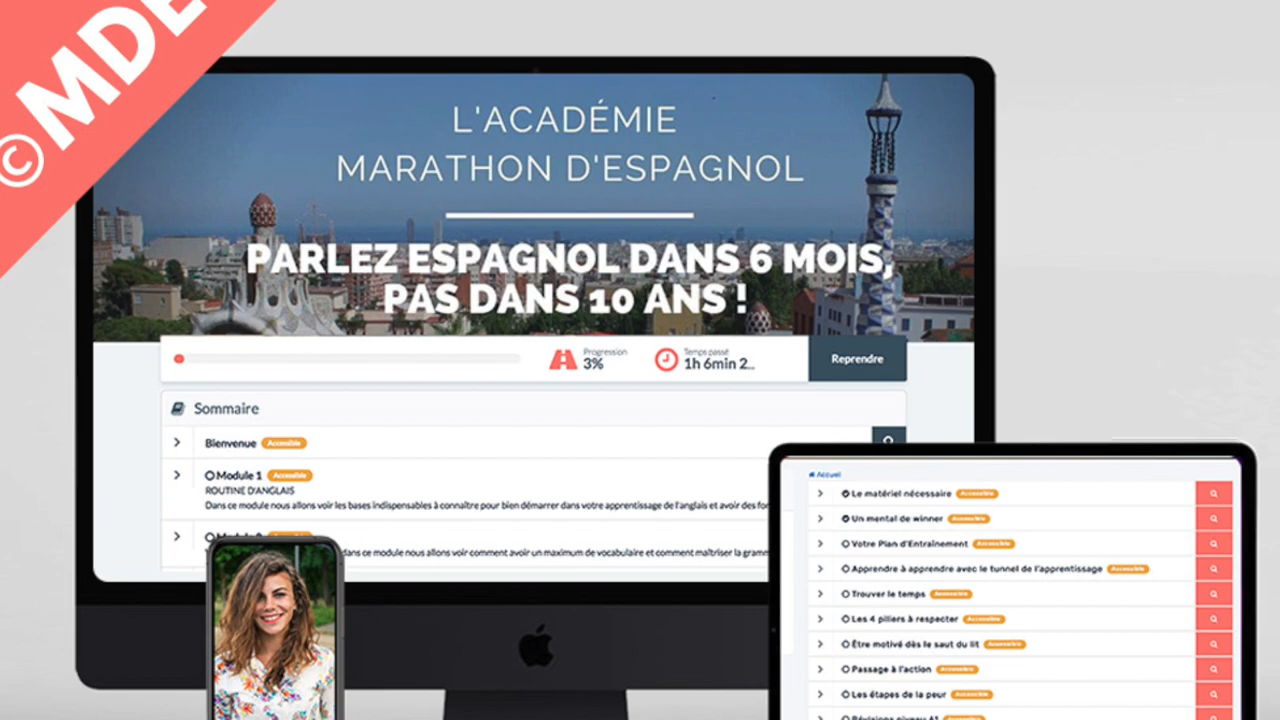 ©MDE
L'ACADÉMIE
MARATHON D'ESPAGNOL
PARLEZ ESPAGNOL DANS 6 MOIS,
PAS DANS 10 ANS !
Progression
3%
Temps passé
1h 6min 2...
Reprendre
Sommaire
Bienvenue Accessible
Module 1 Accessible
ROUTINE D'ANGLAIS
Dans ce module nous allons voir les bases indispensables à connaître pour bien démarrer dans votre apprentissage de l'anglais et avoir des
dans ce module nous allons voir comment avoir un maximum de vocabulaire et comment maîtriser la
Accueil
Le matériel nécessaire Accessible
Un mental de winner Accessible
Votre Plan d'Entraînement Accessible
Apprendre à apprendre avec le tunnel de l'apprentissage Accessible
Trouver le temps Accessible
Les 4 piliers à respecter Accessible
Être motivé dès le saut du lit Accessible
Passage à l'action Accessible
Les étapes de la peur Accessible
Révisions niveau A1 Accessible